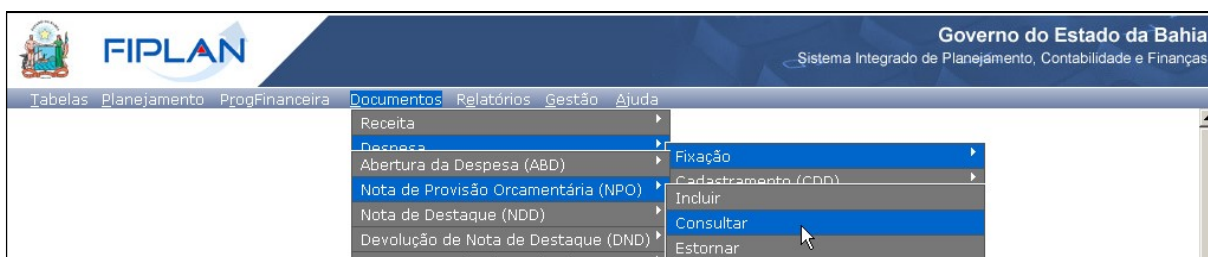 FIPLAN
Governo do Estado da Bahia
Sistema Integrado de Planejamento, Contabilidade e Finanças
Tabelas Planejamento ProgFinanceira Documentos Relatórios Gestão Ajuda
Receita
Despesa
Abertura da Despesa (ABD)
Fixação
Cadastramento (CDD)
Nota de Provisão Orcamentária (NPO)
Incluir
Nota de Destaque (NDD)
Consultar
Devolução de Nota de Destaque (DND)
Estornar